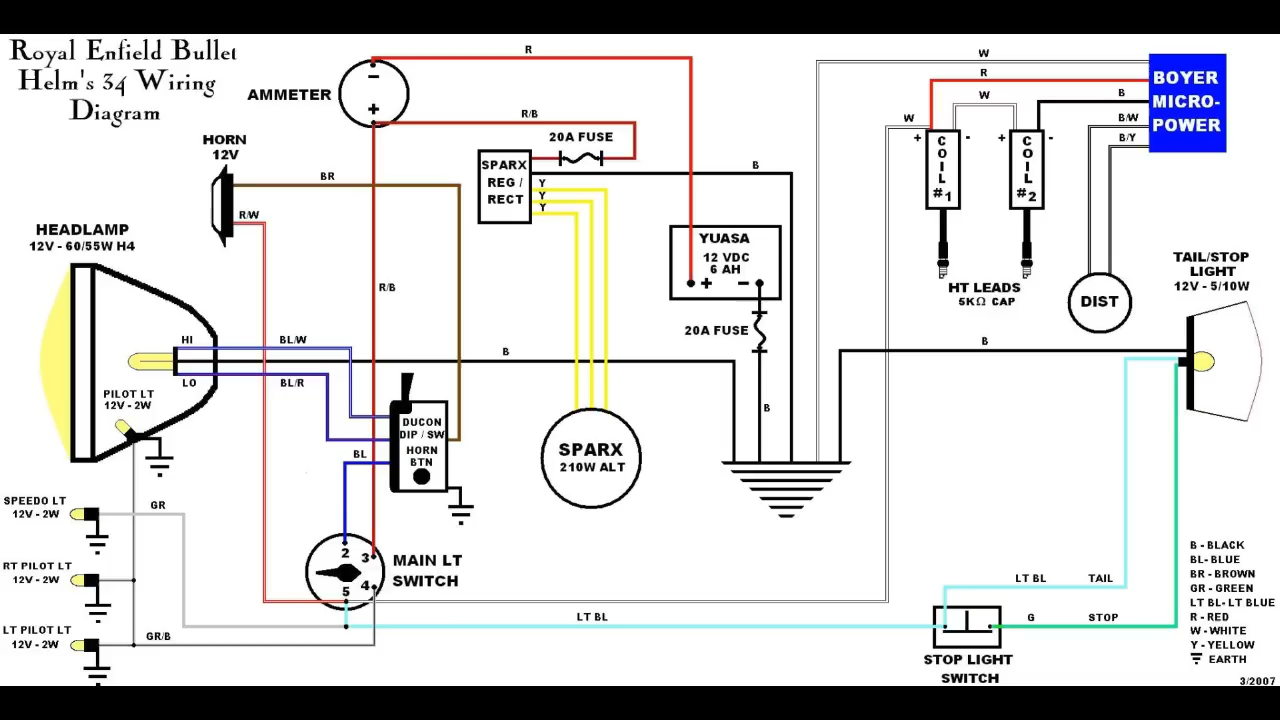 Royal Enfield Bullet
Helm's 34 Wiring
Diagram
AMMETER
−
+
R
R/B
20A FUSE
HORN
12V
BR
R/W
SPARX
REG /
RECT
Y
Y
Y
B
W
R
W
B
B/W
B/Y
W
BOYER
MICRO-
POWER
+
-
+
-
COIL
#1
COIL
#2
HT LEADS
5KΩ CAP
DIST
TAIL/STOP
LIGHT
12V - 5/10W
HEADLAMP
12V - 60/55W H4
YUASA
12 VDC
6 AH
+
−
20A FUSE
R/B
HI
BL/W
LO
BL/R
B
B
B
PILOT LT
12V - 2W
DUCON
DIP / SW
HORN
BTN
BL
SPARX
210W ALT
SPEEDO LT
12V - 2W
GR
RT PILOT LT
12V - 2W
LT PILOT LT
12V - 2W
GR/B
2
3
4
5
MAIN LT
SWITCH
LT BL
LT BL
TAIL
G
STOP
STOP LIGHT
SWITCH
B - BLACK
BL- BLUE
BR - BROWN
GR - GREEN
LT BL- LT BLUE
R - RED
W - WHITE
Y - YELLOW
EARTH
3/2007